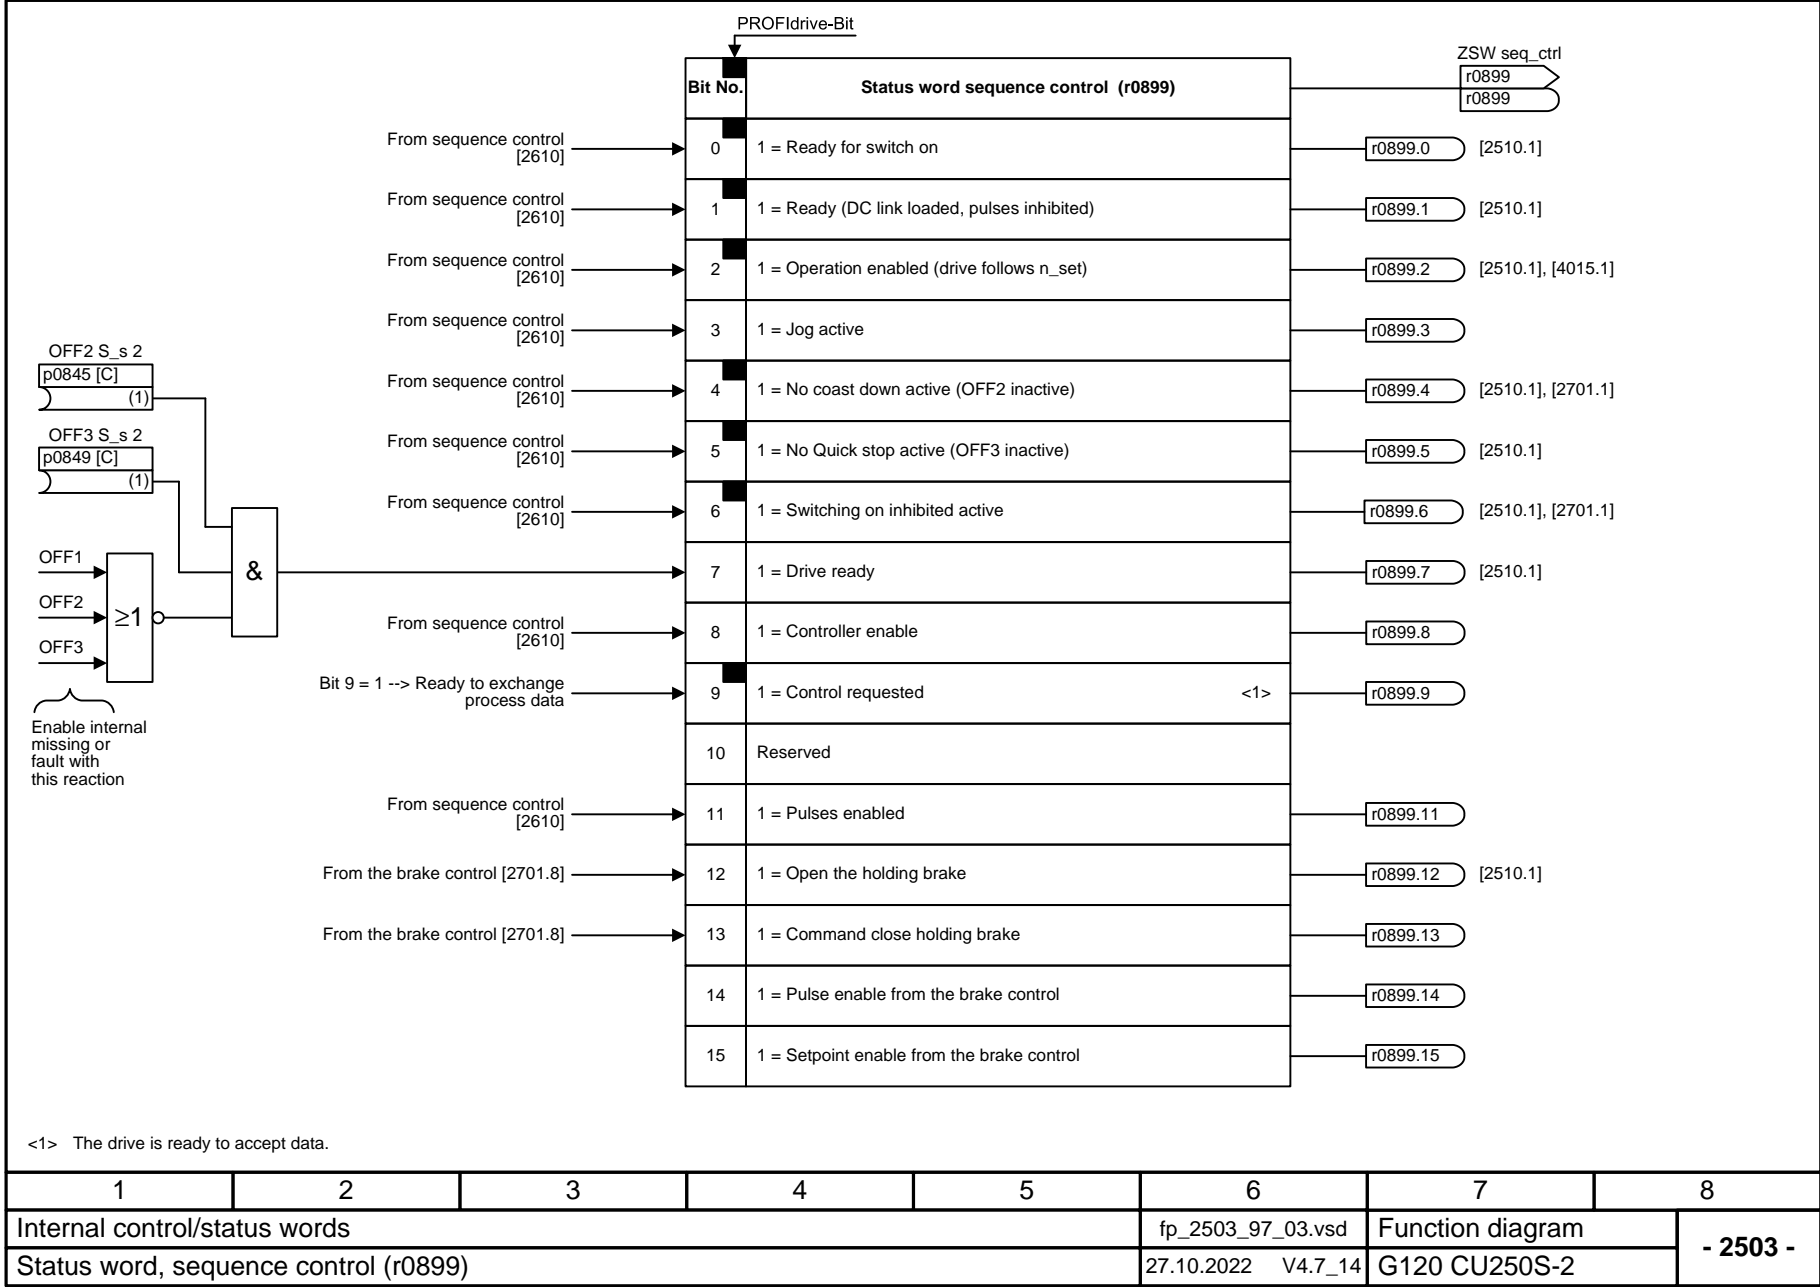 PROFIdrive-Bit
ZSW seq_ctrl
r0899
r0899
Bit No. Status word sequence control (r0899)
From sequence control
[2610]
0 1 = Ready for switch on r0899.0 [2510.1]
From sequence control
[2610]
1 1 = Ready (DC link loaded, pulses inhibited) r0899.1 [2510.1]
From sequence control
[2610]
2 1 = Operation enabled (drive follows n_set) r0899.2 [2510.1], [4015.1]
From sequence control
[2610]
3 1 = Jog active r0899.3
OFF2 S_s 2
p0845 [C]
(1)
From sequence control
[2610]
4 1 = No coast down active (OFF2 inactive) r0899.4 [2510.1], [2701.1]
OFF3 S_s 2
p0849 [C]
(1)
From sequence control
[2610]
5 1 = No Quick stop active (OFF3 inactive) r0899.5 [2510.1]
From sequence control
[2610]
6 1 = Switching on inhibited active r0899.6 [2510.1], [2701.1]
OFF1
OFF2
OFF3
≥1
&
7 1 = Drive ready r0899.7 [2510.1]
From sequence control
[2610]
8 1 = Controller enable r0899.8
Enable internal
missing or
fault with
this reaction
Bit 9 = 1 --> Ready to exchange
process data
9 1 = Control requested <1> r0899.9
10 Reserved
From sequence control
[2610]
11 1 = Pulses enabled r0899.11
From the brake control [2701.8] 12 1 = Open the holding brake r0899.12 [2510.1]
From the brake control [2701.8] 13 1 = Command close holding brake r0899.13
14 1 = Pulse enable from the brake control r0899.14
15 1 = Setpoint enable from the brake control r0899.15
<1> The drive is ready to accept data.
1 2 3 4 5 6 7 8
Internal control/status words fp_2503_97_03.vsd Function diagram
- 2503 -
Status word, sequence control (r0899) 27.10.2022 V4.7_14 G120 CU250S-2